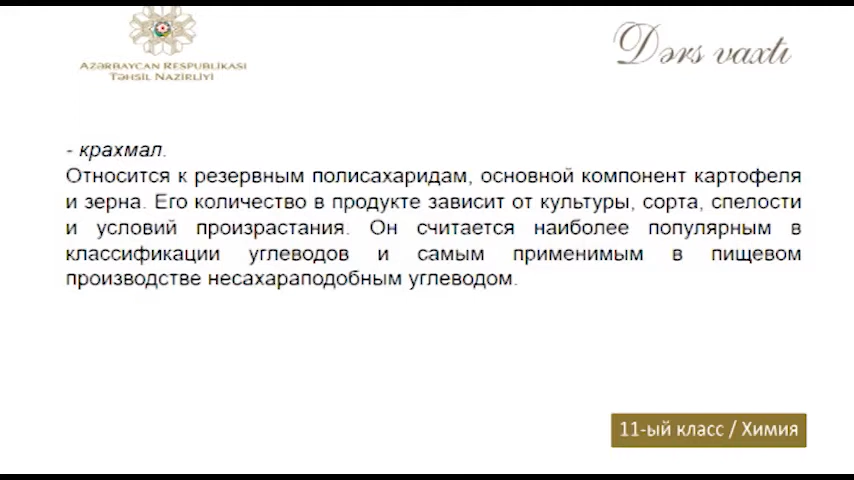 AZƏRBAYCAN RESPUBLIKASI
TƏHSIL NAZIRLIYI
Dərs vaxtı
- крахмал.
Относится к резервным полисахаридам, основной компонент картофеля
и зерна. Его количество в продукте зависит от культуры, сорта, спелости
и условий произрастания. Он считается наиболее популярным в
классификации углеводов и самым применимым в пищевом
производстве несахараподобным углеводом.
11-ый класс / Химия